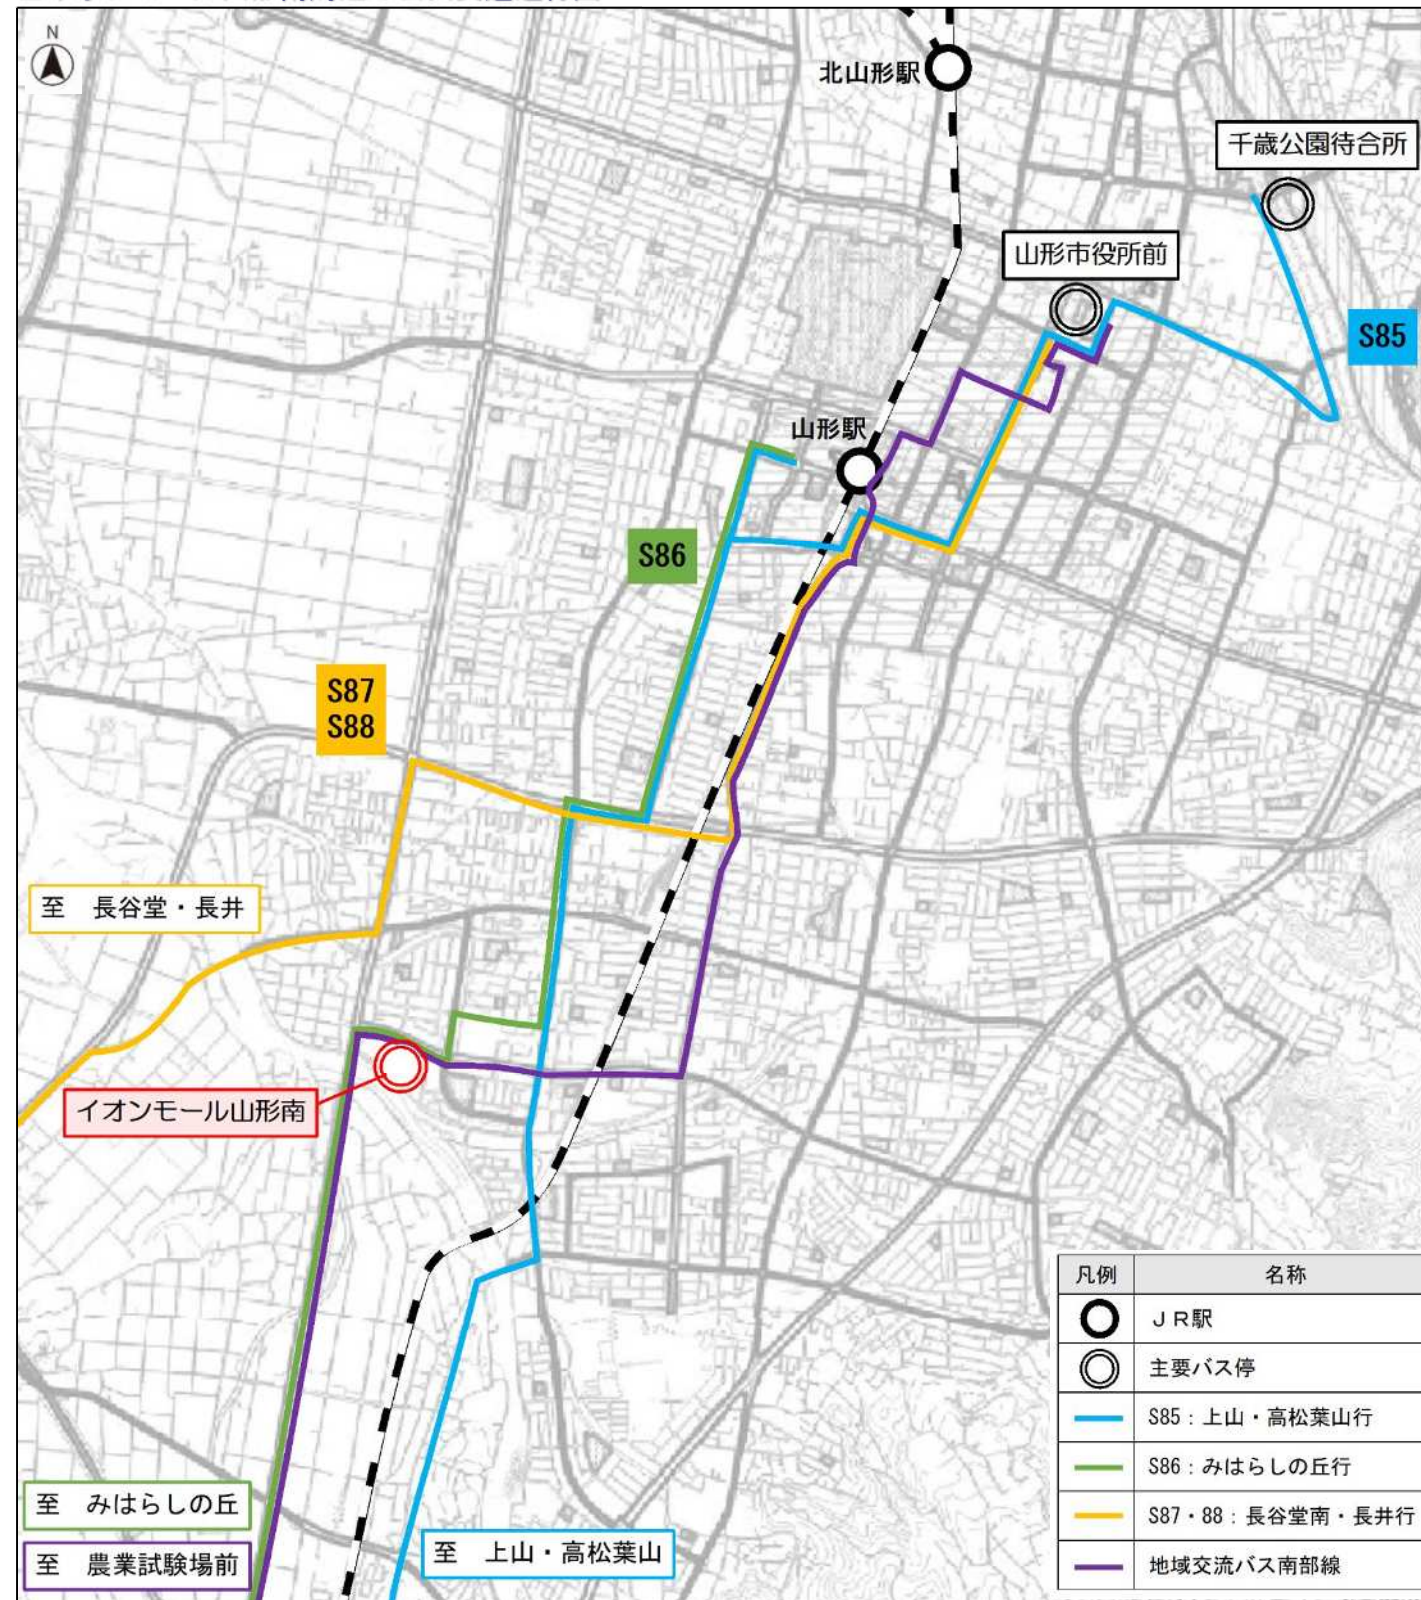 N
北山形駅
千歳公園待合所
山形市役所前
S85
山形駅
S86
S87
S88
至　長谷堂・長井
イオンモール山形南
至　みはらしの丘
至　農業試験場前
至　上山・高松葉山
凡例　名称
ＪＲ駅
主要バス停
S85：上山・高松葉山行
S86：みはらしの丘行
S87・88：長谷堂南・長井行
地域交流バス南部線